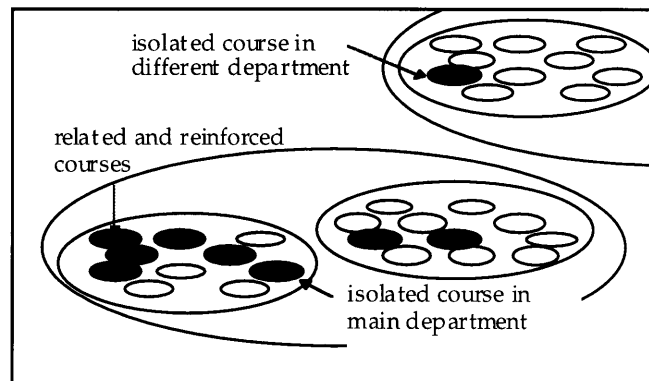 isolated course in
different department
related and reinforced
courses
isolated course in
main department